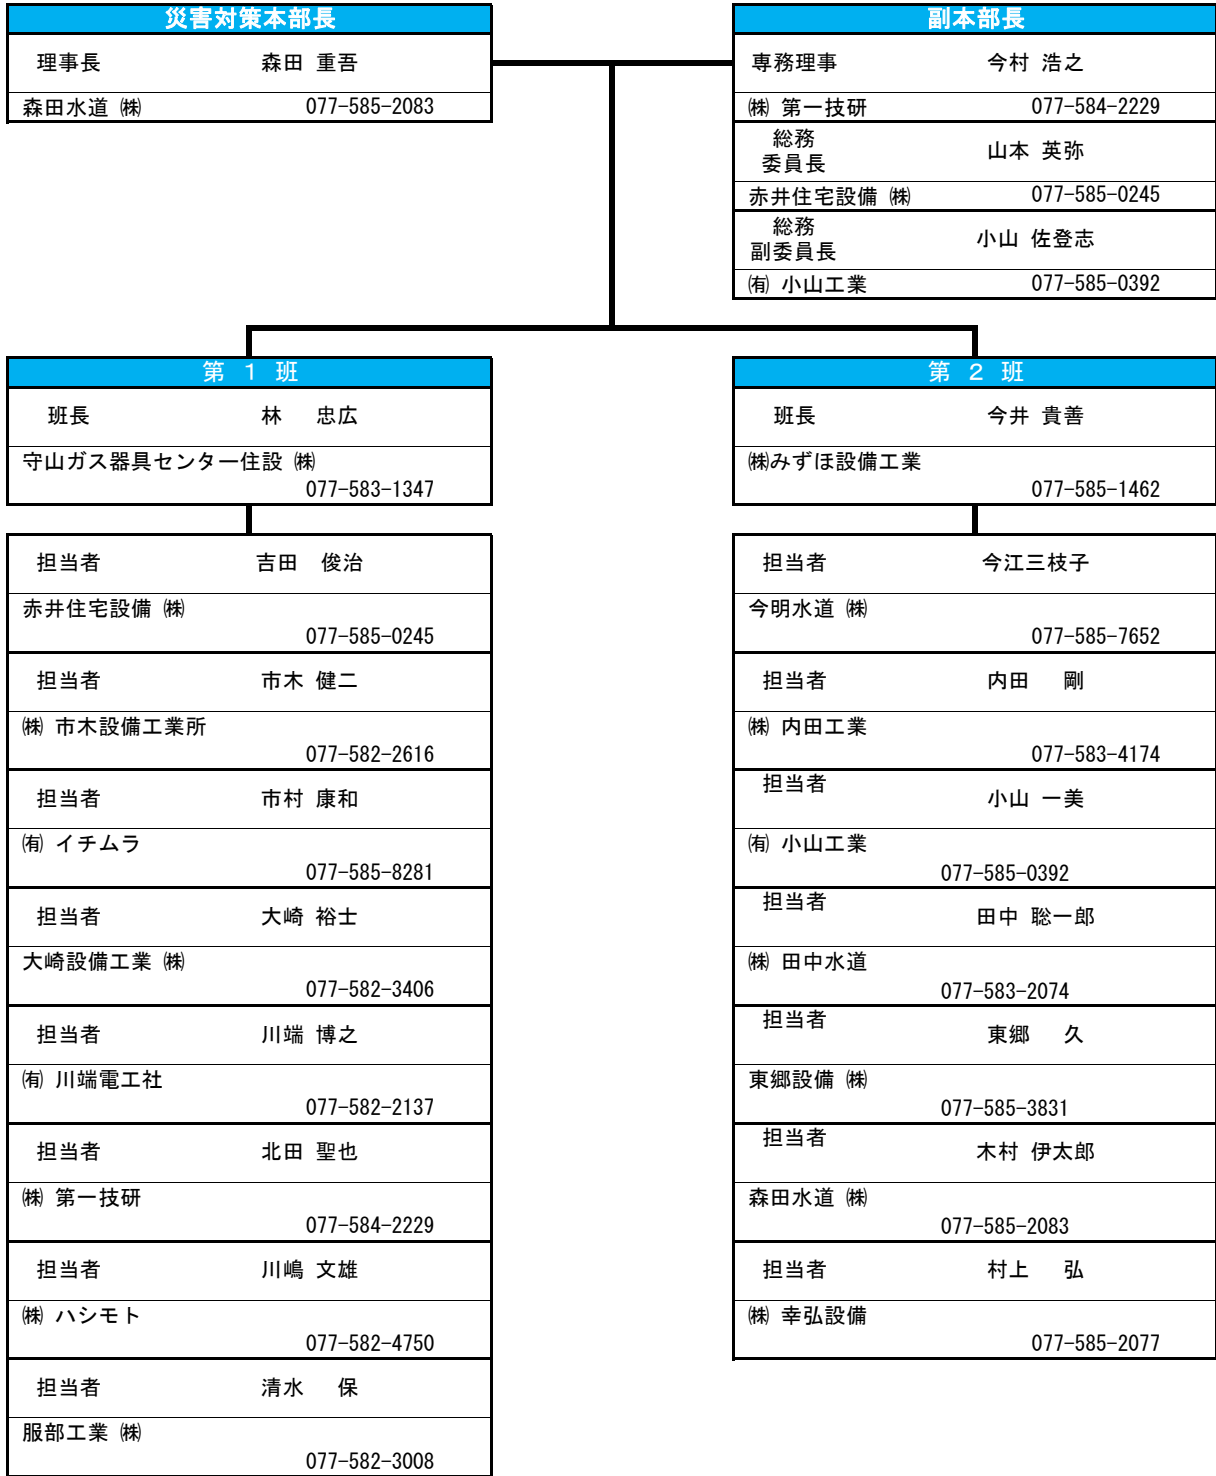 災害対策本部長
理事長 森田 重吾
森田水道 ㈱ 077-585-2083
副本部長
専務理事 今村 浩之
㈱ 第一技研 077-584-2229
総務
委員長 山本 英弥
赤井住宅設備 ㈱ 077-585-0245
総務
副委員長 小山 佐登志
㈲ 小山工業 077-585-0392
第 1 班
班長 林 忠広
守山ガス器具センター住設 ㈱
077-583-1347
担当者 吉田 俊治
赤井住宅設備 ㈱
077-585-0245
担当者 市木 健二
㈱ 市木設備工業所
077-582-2616
担当者 市村 康和
㈲ イチムラ
077-585-8281
担当者 大崎 裕士
大崎設備工業 ㈱
077-582-3406
担当者 川端 博之
㈲ 川端電工社
077-582-2137
担当者 北田 聖也
㈱ 第一技研
077-584-2229
担当者 川嶋 文雄
㈱ ハシモト
077-582-4750
担当者 清水 保
服部工業 ㈱
077-582-3008
第 2 班
班長 今井 貴善
㈱みずほ設備工業
077-585-1462
担当者 今江三枝子
今明水道 ㈱
077-585-7652
担当者 内田 剛
㈱ 内田工業
077-583-4174
担当者 小山 一美
㈲ 小山工業
077-585-0392
担当者 田中 聡一郎
㈱ 田中水道
077-583-2074
担当者 東郷 久
東郷設備 ㈱
077-585-3831
担当者 木村 伊太郎
森田水道 ㈱
077-585-2083
担当者 村上 弘
㈱ 幸弘設備
077-585-2077